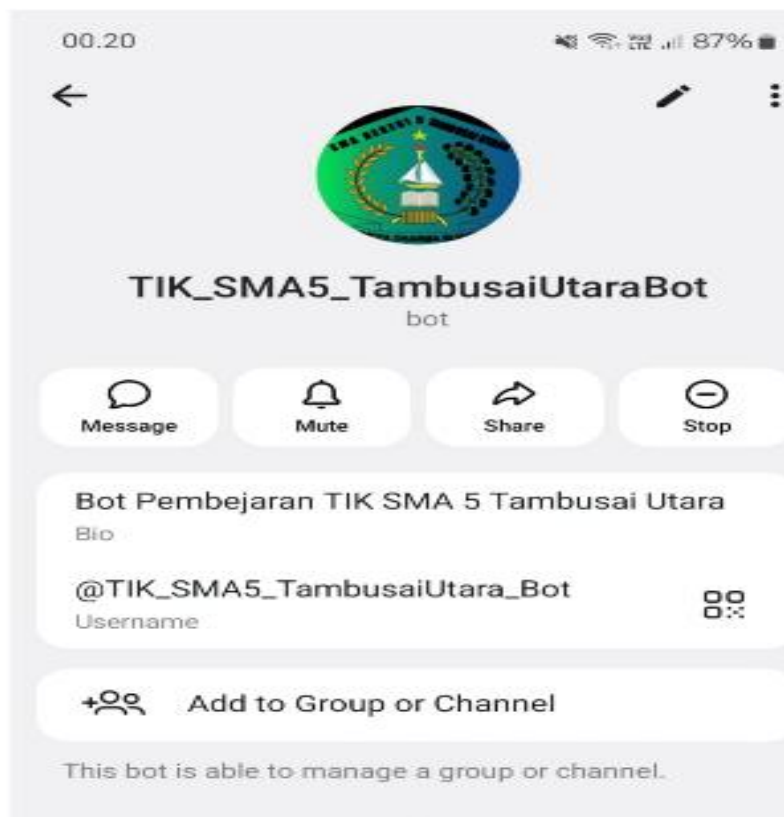 00.20
87%
TIK_SMA5_TambusaiUtaraBot
bot
Message Mute Share Stop
Bot Pembejaran TIK SMA 5 Tambusai Utara
Bio
@TIK_SMA5_TambusaiUtara_Bot
Username
Add to Group or Channel
This bot is able to manage a group or channel.